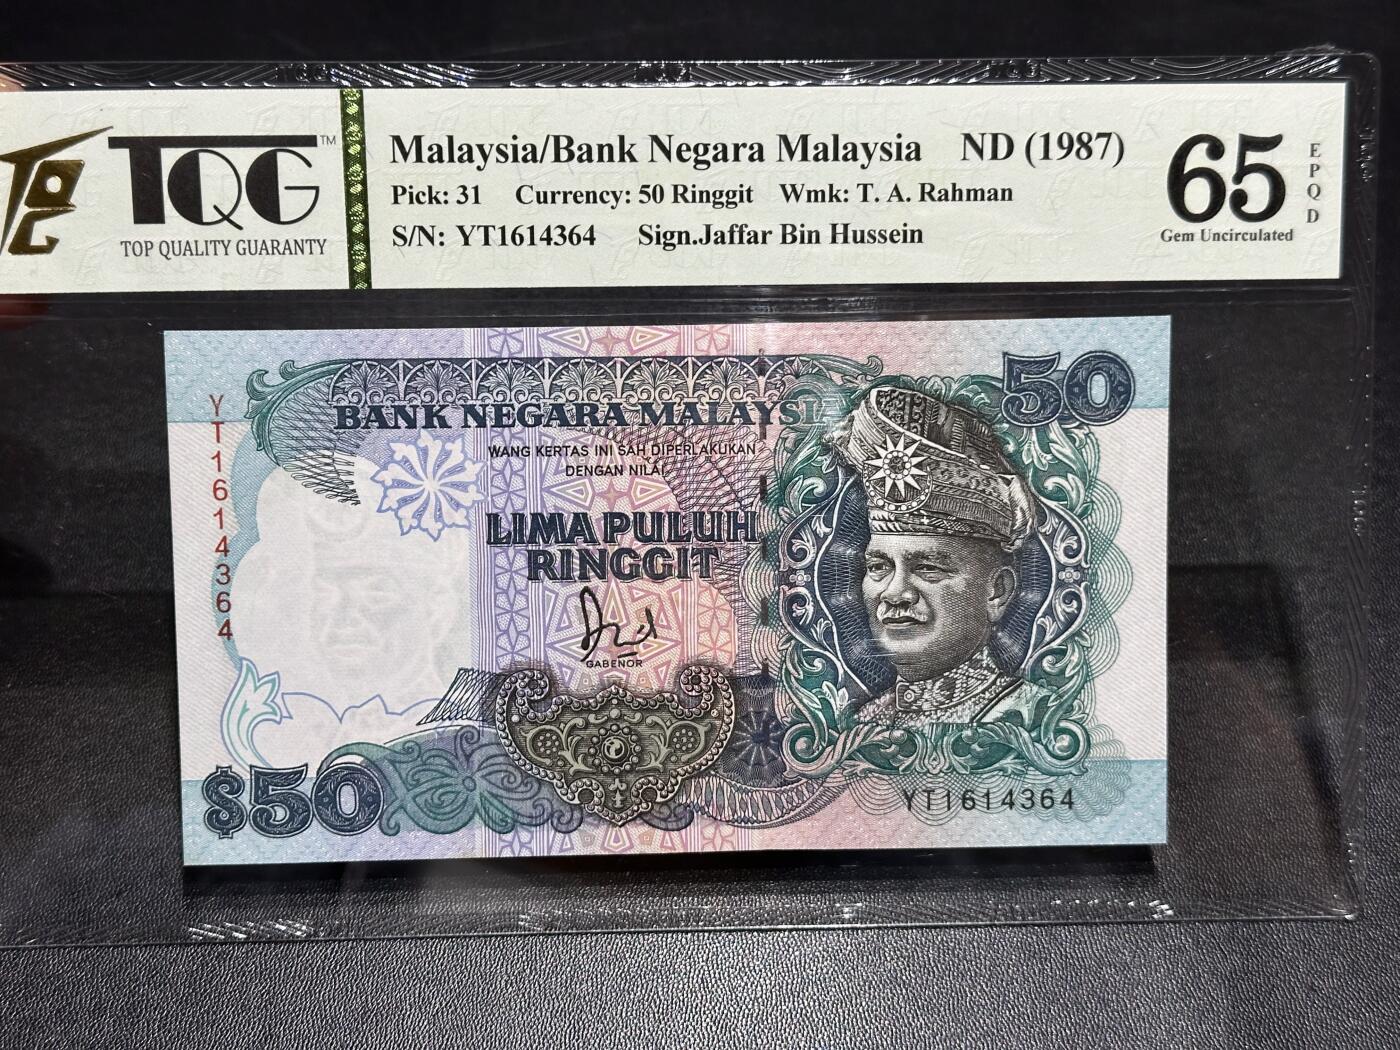 TQG™
TOP QUALITY GUARANTY
Malaysia/Bank Negara Malaysia ND (1987)
Pick: 31 Currency: 50 Ringgit Wmk: T. A. Rahman
S/N: YT1614364 Sign.Jaffar Bin Hussein
65
EPQD
Gem Uncirculated
50
BANK NEGARA MALAYSIA
WANG KERTAS INI SAH DIPERLAKUKAN
DENGAN NILAI
LIMA PULUH
RINGGIT
GABENOR
YT1614364
$50
YT1614364